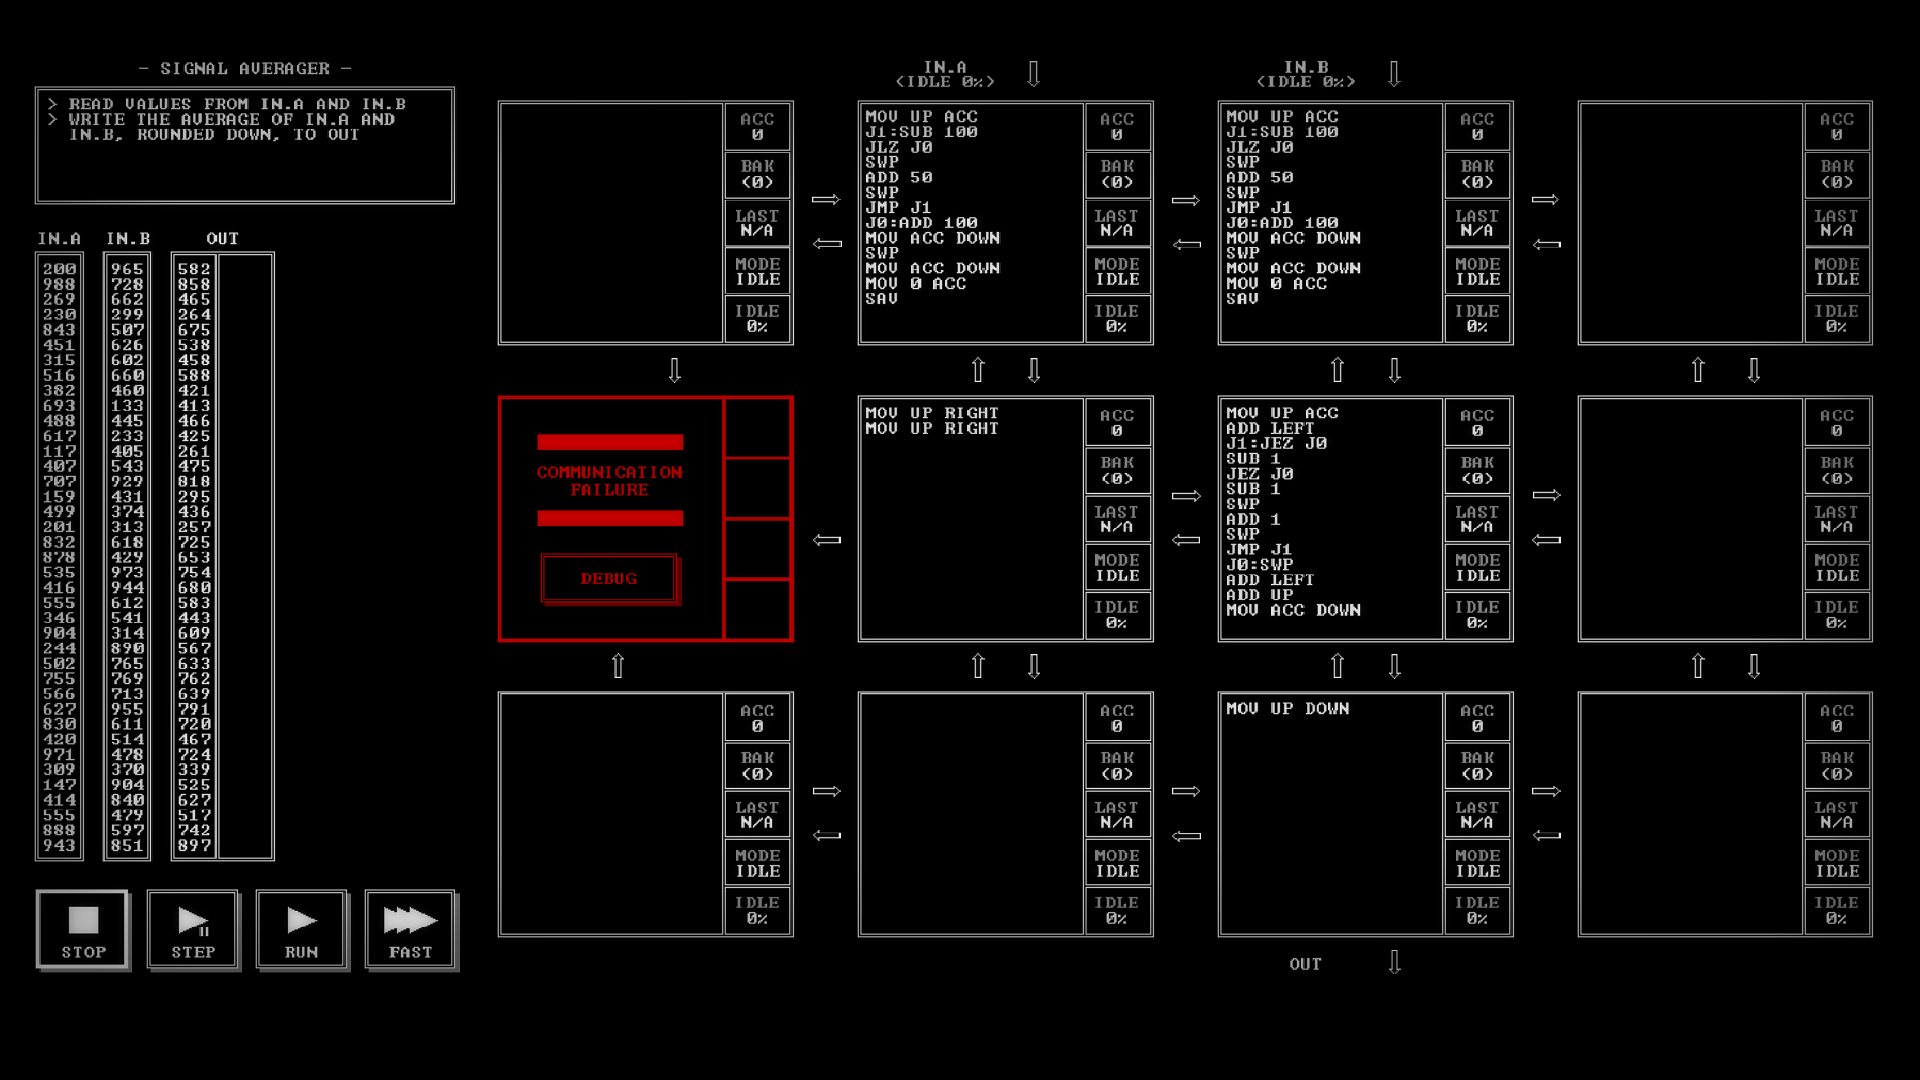 - SIGNAL AVERAGER -
> READ VALUES FROM IN.A AND IN.B
> WRITE THE AVERAGE OF IN.A AND
IN.B, ROUNDED DOWN, TO OUT
IN.A IN.B OUT
200 965 582
988 728 858
269 662 465
230 299 264
843 507 675
451 626 538
315 602 458
516 660 588
382 460 421
693 133 413
488 445 466
617 233 425
117 405 261
407 543 475
707 929 818
159 431 295
499 374 436
201 313 257
832 618 725
878 429 653
535 973 754
416 944 680
555 612 583
346 541 443
904 314 609
244 890 567
502 765 633
755 769 762
566 713 639
627 955 791
830 611 720
420 514 467
971 478 724
309 370 339
147 904 525
414 840 627
555 479 517
888 597 742
943 851 897
STOP
STEP
RUN
FAST
ACC
0
BAK
(0)
LAST
N/A
MODE
IDLE
IDLE
0%
IN.A
(IDLE 0%)
MOV UP ACC
J1:SUB 100
JLZ J0
SWP
ADD 50
SWP
JMP J1
J0:ADD 100
MOV ACC DOWN
SWP
MOV ACC DOWN
MOV 0 ACC
SAV
ACC
0
BAK
(0)
LAST
N/A
MODE
IDLE
IDLE
0%
IN.B
(IDLE 0%)
MOV UP ACC
J1:SUB 100
JLZ J0
SWP
ADD 50
SWP
JMP J1
J0:ADD 100
MOV ACC DOWN
SWP
MOV ACC DOWN
MOV 0 ACC
SAV
ACC
0
BAK
(0)
LAST
N/A
MODE
IDLE
IDLE
0%
ACC
0
BAK
(0)
LAST
N/A
MODE
IDLE
IDLE
0%
COMMUNICATION
FAILURE
DEBUG
MOV UP RIGHT
MOV UP RIGHT
ACC
0
BAK
(0)
LAST
N/A
MODE
IDLE
IDLE
0%
MOV UP ACC
ADD LEFT
J1:JEZ J0
SUB 1
JEZ J0
SUB 1
SWP
ADD 1
SWP
JMP J1
J0:SWP
ADD LEFT
ADD UP
MOV ACC DOWN
ACC
0
BAK
(0)
LAST
N/A
MODE
IDLE
IDLE
0%
ACC
0
BAK
(0)
LAST
N/A
MODE
IDLE
IDLE
0%
ACC
0
BAK
(0)
LAST
N/A
MODE
IDLE
IDLE
0%
ACC
0
BAK
(0)
LAST
N/A
MODE
IDLE
IDLE
0%
MOV UP DOWN
ACC
0
BAK
(0)
LAST
N/A
MODE
IDLE
IDLE
0%
ACC
0
BAK
(0)
LAST
N/A
MODE
IDLE
IDLE
0%
OUT